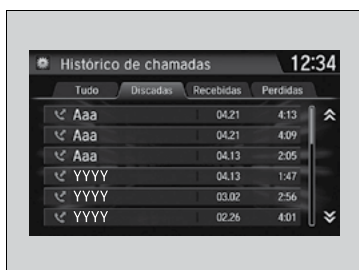 Histórico de chamadas 12:34
Tudo Discadas Recebidas Perdidas
Aaa 04.21 4:13
Aaa 04.21 4:09
Aaa 04.13 2:05
YYYY 04.13 1:47
YYYY 03.02 2:56
YYYY 02.26 4:01